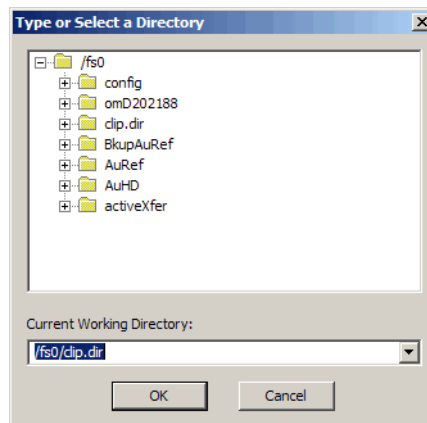 Type or Select a Directory
/fs0
config
omD202188
clip.dir
BkupAuRef
AuRef
AuHD
activeXfer
Current Working Directory:
/fs0/clip.dir
OK
Cancel